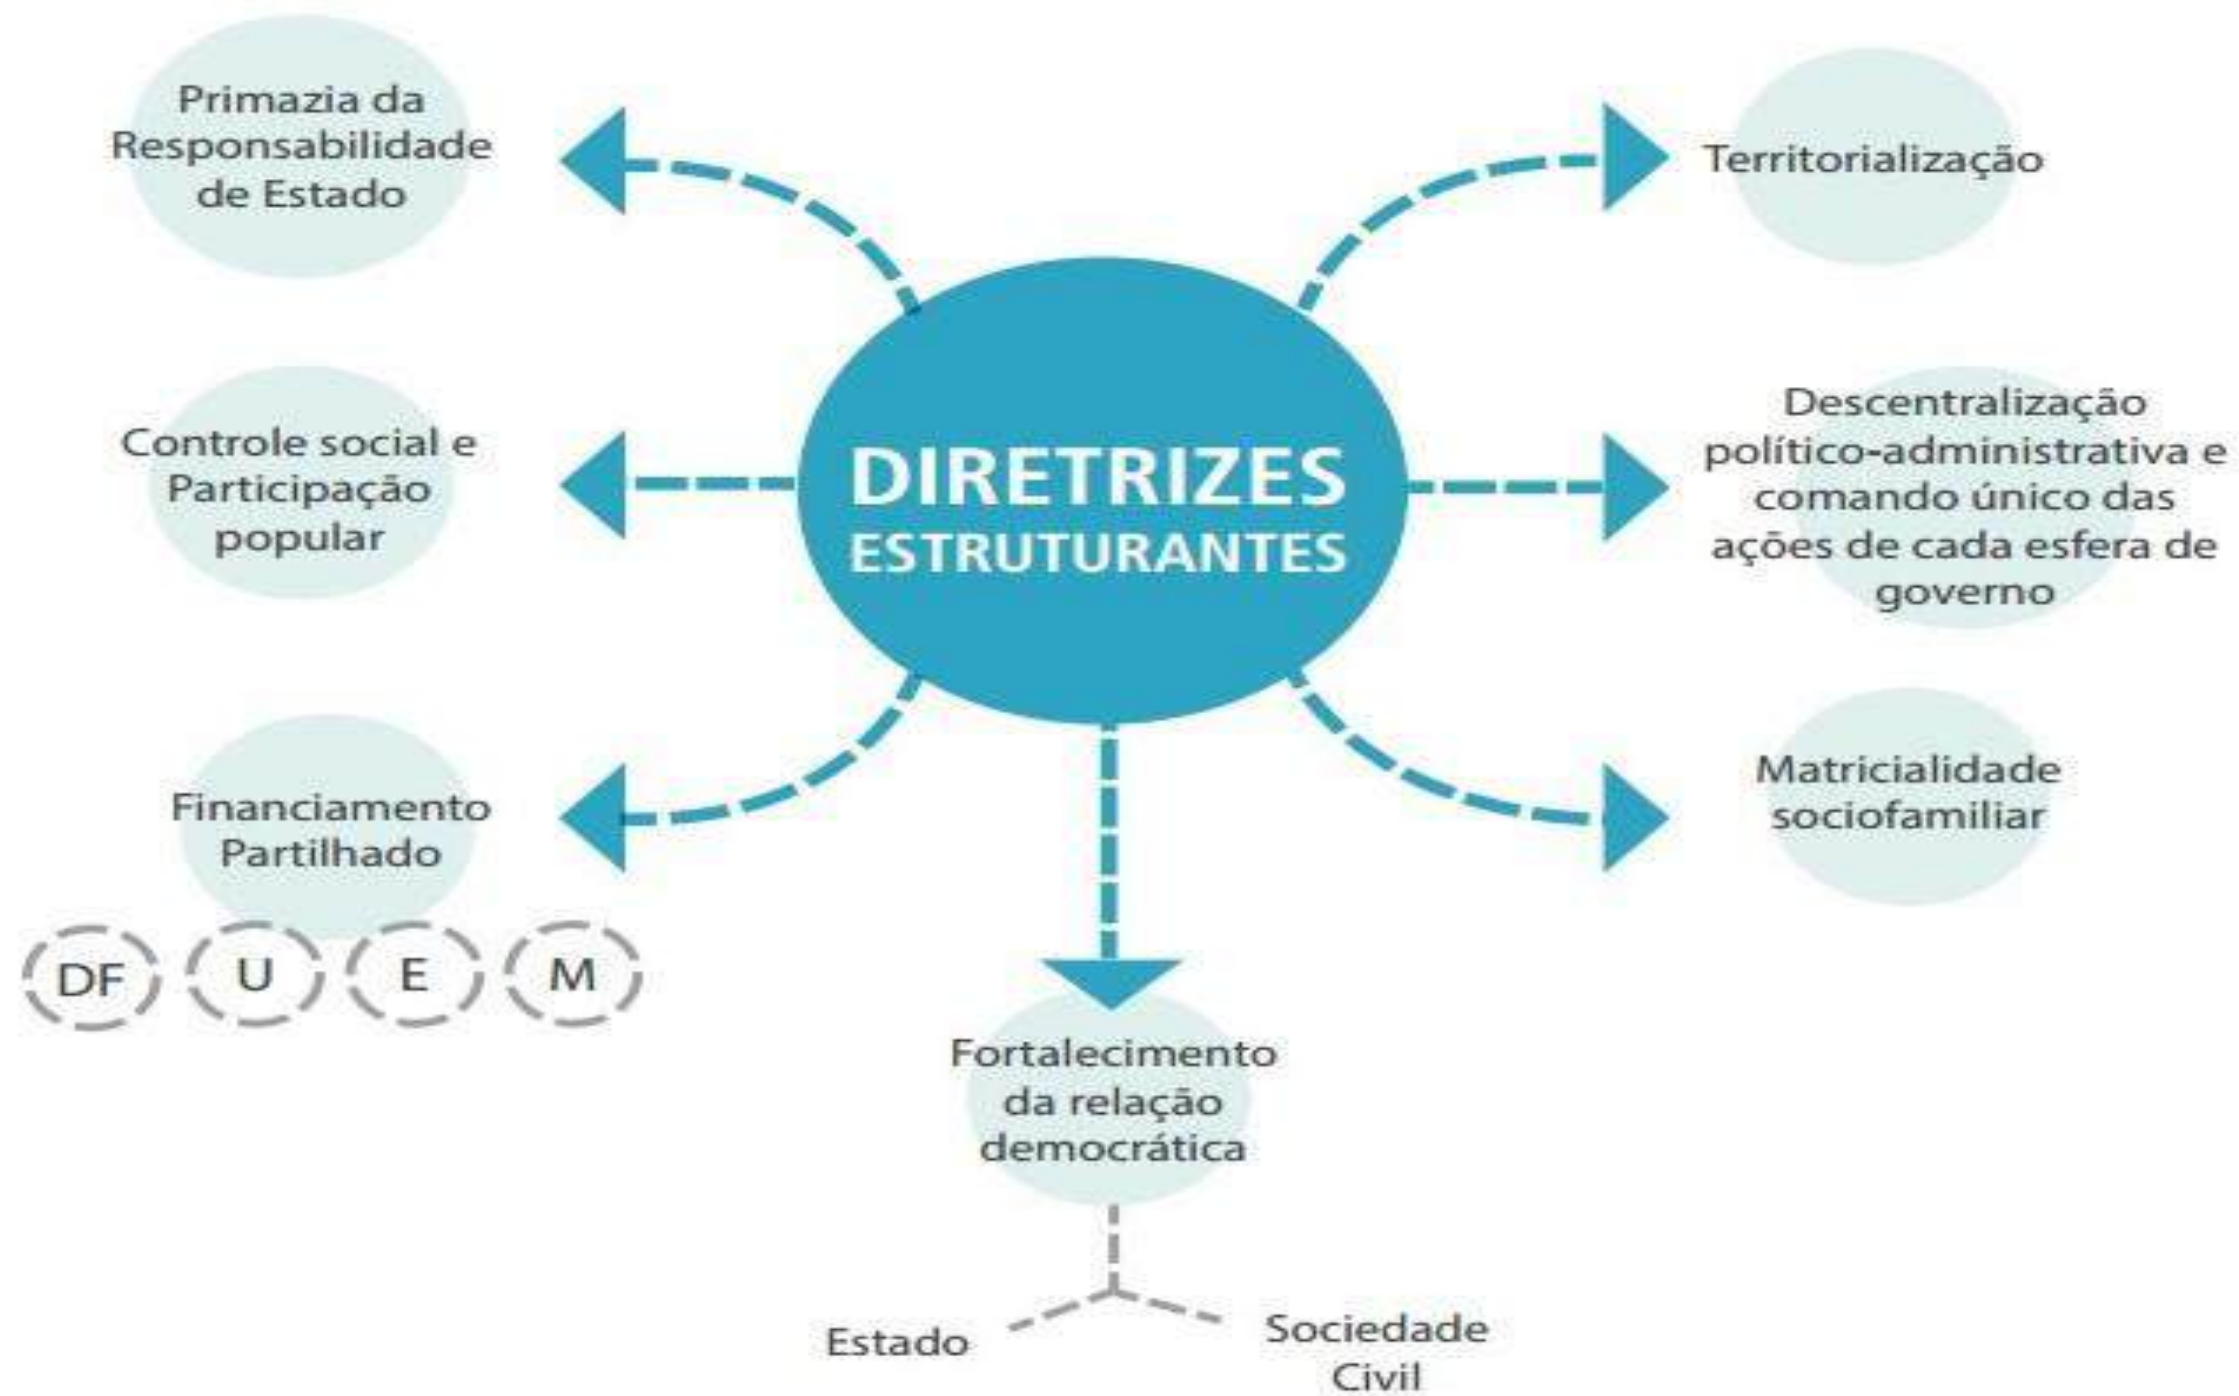 Primazia da
Responsabilidade
de Estado
Territorialização
Controle social e
Participação
popular
DIRETRIZES
ESTRUTURANTES
Descentralização
político-administrativa e
comando único das
ações de cada esfera de
governo
Financiamento
Partilhado
DF U E M
Matricialidade
sociofamiliar
Fortalecimento
da relação
democrática
Estado
Sociedade
Civil